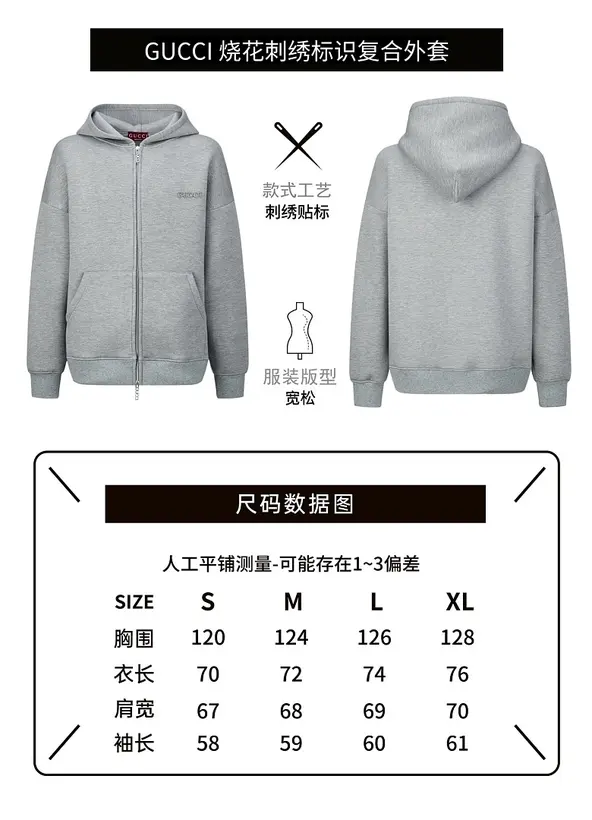 GUCCI 烧花刺绣标识复合外套
GUCCI
GUCCI
款式工艺
刺绣贴标
服装版型
宽松
尺码数据图
人工平铺测量-可能存在1~3偏差
SIZE S M L XL
胸围 120 124 126 128
衣长 70 72 74 76
肩宽 67 68 69 70
袖长 58 59 60 61